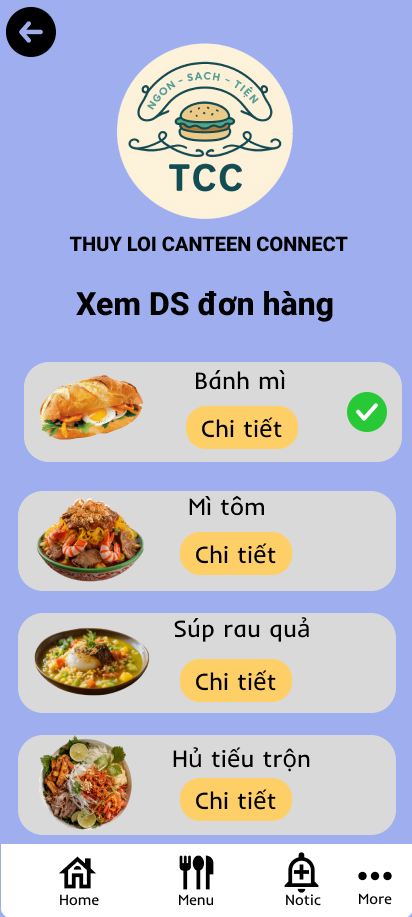 NGON - SẠCH - TIỆN
TCC
THUY LOI CANTEEN CONNECT
Xem DS đơn hàng
Bánh mì
Chi tiết
Mì tôm
Chi tiết
Súp rau quả
Chi tiết
Hủ tiếu trộn
Chi tiết
Home
Menu
Notic
More